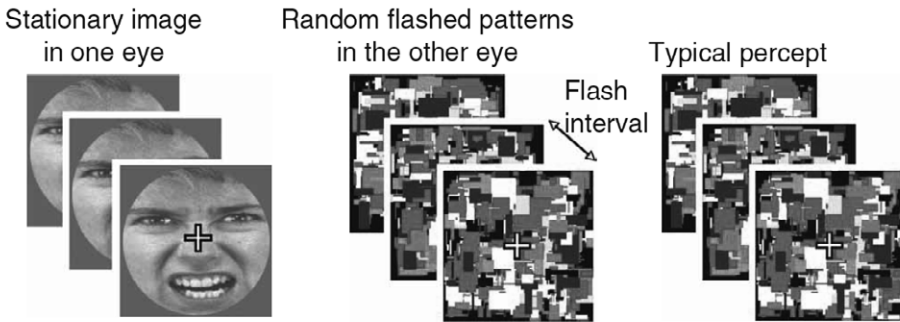 Stationary image
in one eye
Random flashed patterns
in the other eye
Typical percept
Flash
interval